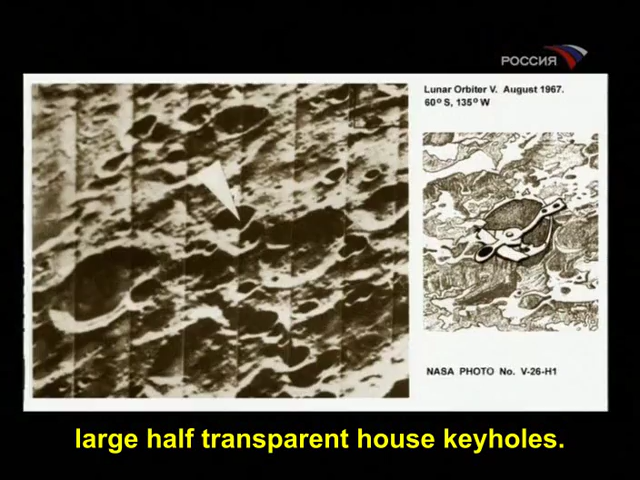 РОССИЯ
Lunar Orbiter V. August 1967.
60° S, 135° W
NASA PHOTO No. V-26-H1
large half transparent house keyholes.